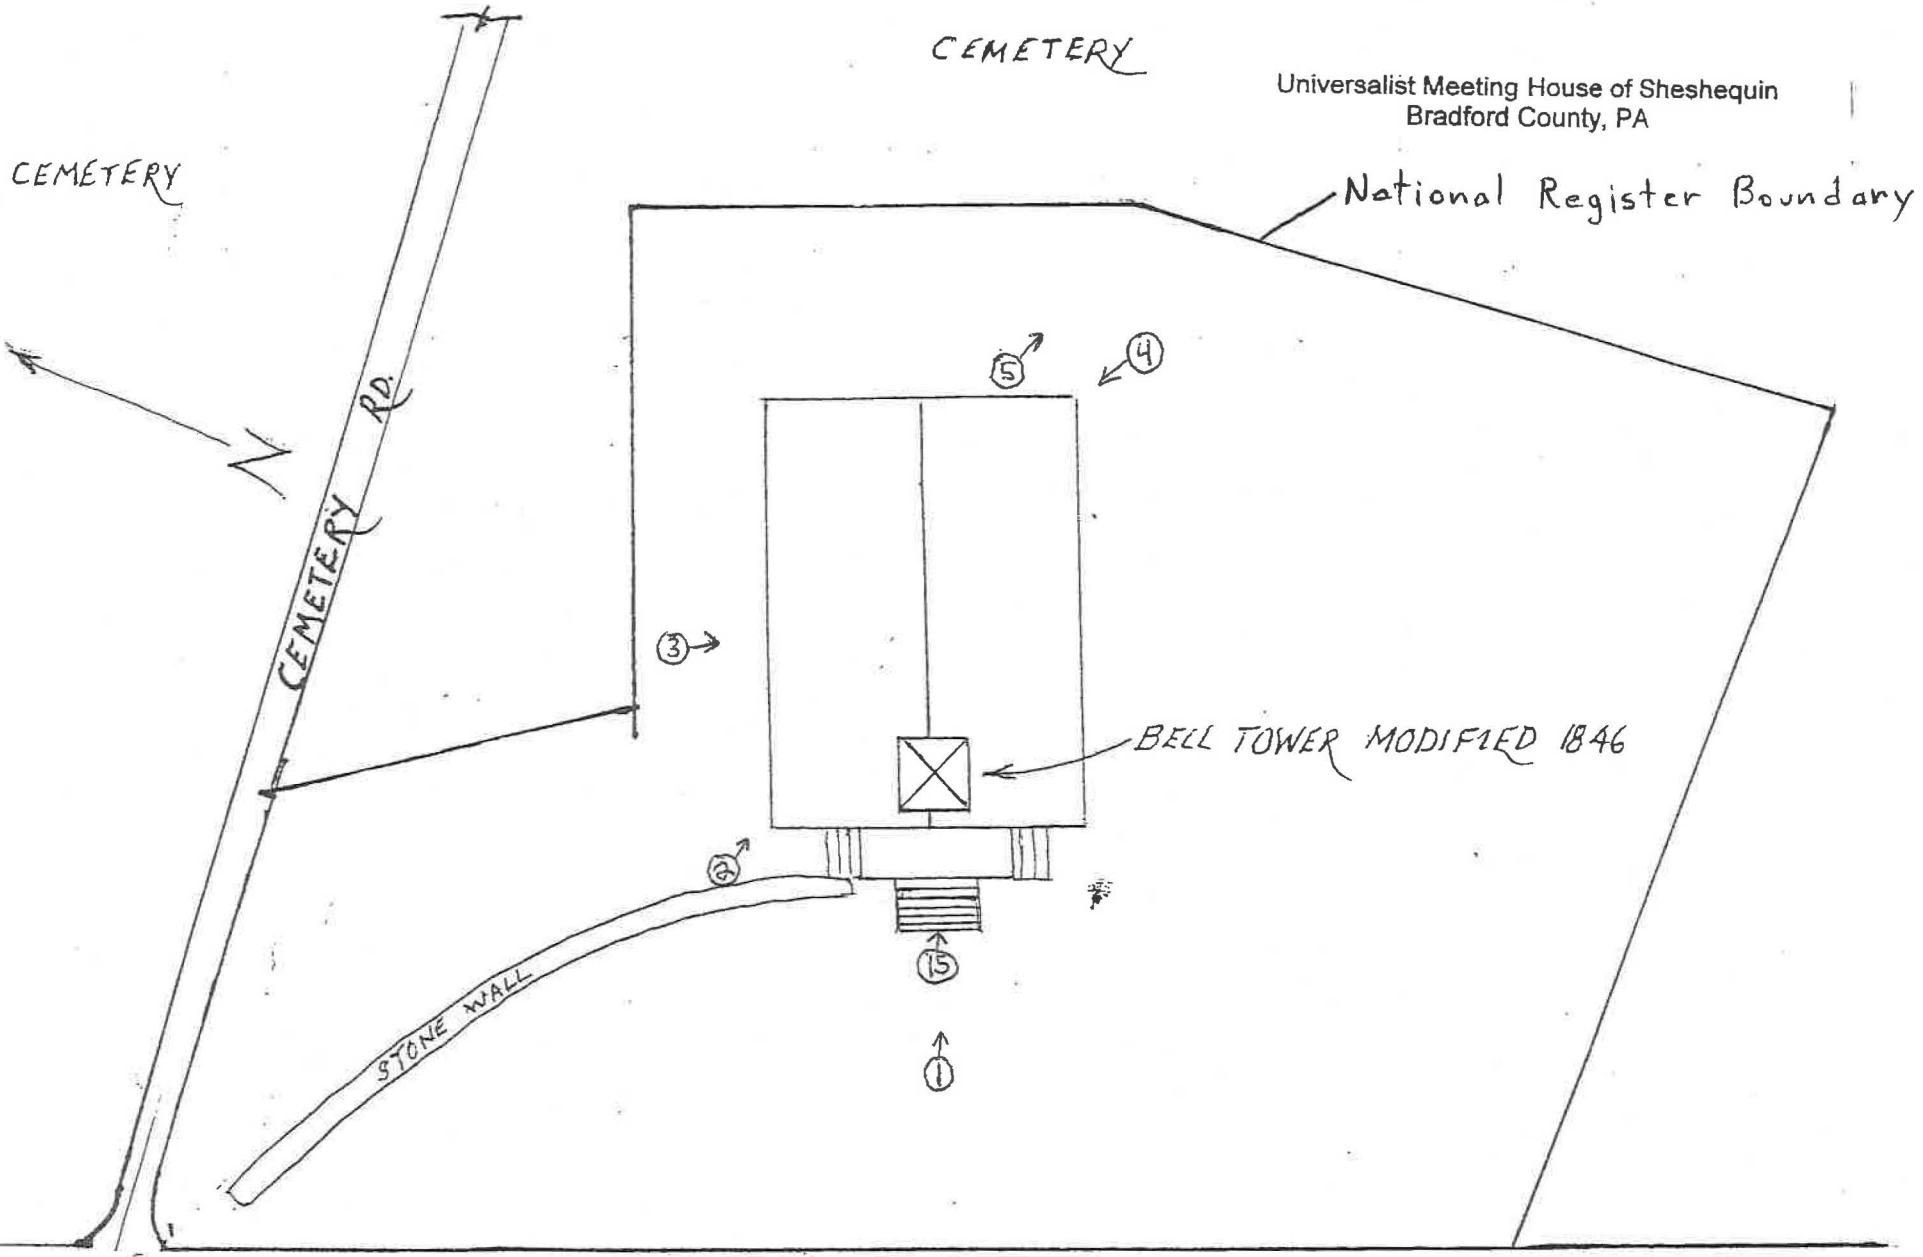 CEMETERY
Universalist Meeting House of Sheshequin
Bradford County, PA
CEMETERY
National Register Boundary
5
4
N
CEMETERY RD.
3
BELL TOWER MODIFIED 1846
2
15
STONE WALL
1